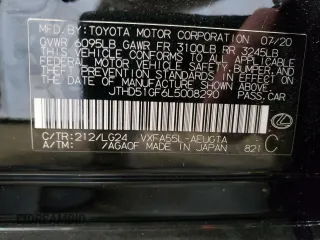 MFD. BY: TOYOTA MOTOR CORPORATION 07/20
GVWR 6095LB GAWR FR 3100LB RR 3245LB
THIS VEHICLE CONFORMS TO ALL APPLICABLE
FEDERAL MOTOR VEHICLE SAFETY, BUMPER, AND
THEFT PREVENTION STANDARDS IN EFFECT ON
THE DATE OF MANUFACTURE SHOWN ABOVE.
JTHD51GF6L5008290 PASS. CAR
C/TR:212/LG24 VXFA55L-AEUGTA C
A/TM: /AGA0F MADE IN JAPAN 821